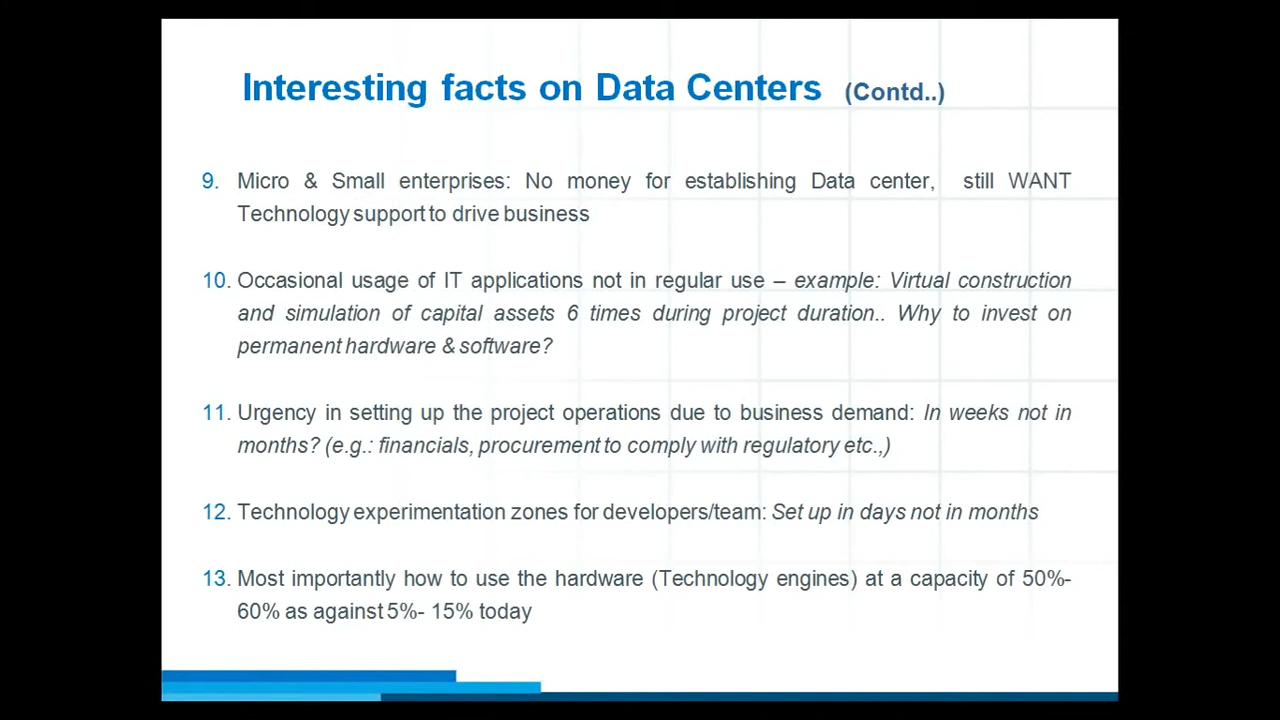 Interesting facts on Data Centers (Contd..)
9. Micro & Small enterprises: No money for establishing Data center, still WANT
Technology support to drive business
10. Occasional usage of IT applications not in regular use – example: Virtual construction
and simulation of capital assets 6 times during project duration.. Why to invest on
permanent hardware & software?
11. Urgency in setting up the project operations due to business demand: In weeks not in
months? (e.g.: financials, procurement to comply with regulatory etc.,)
12. Technology experimentation zones for developers/team: Set up in days not in months
13. Most importantly how to use the hardware (Technology engines) at a capacity of 50%-
60% as against 5%- 15% today